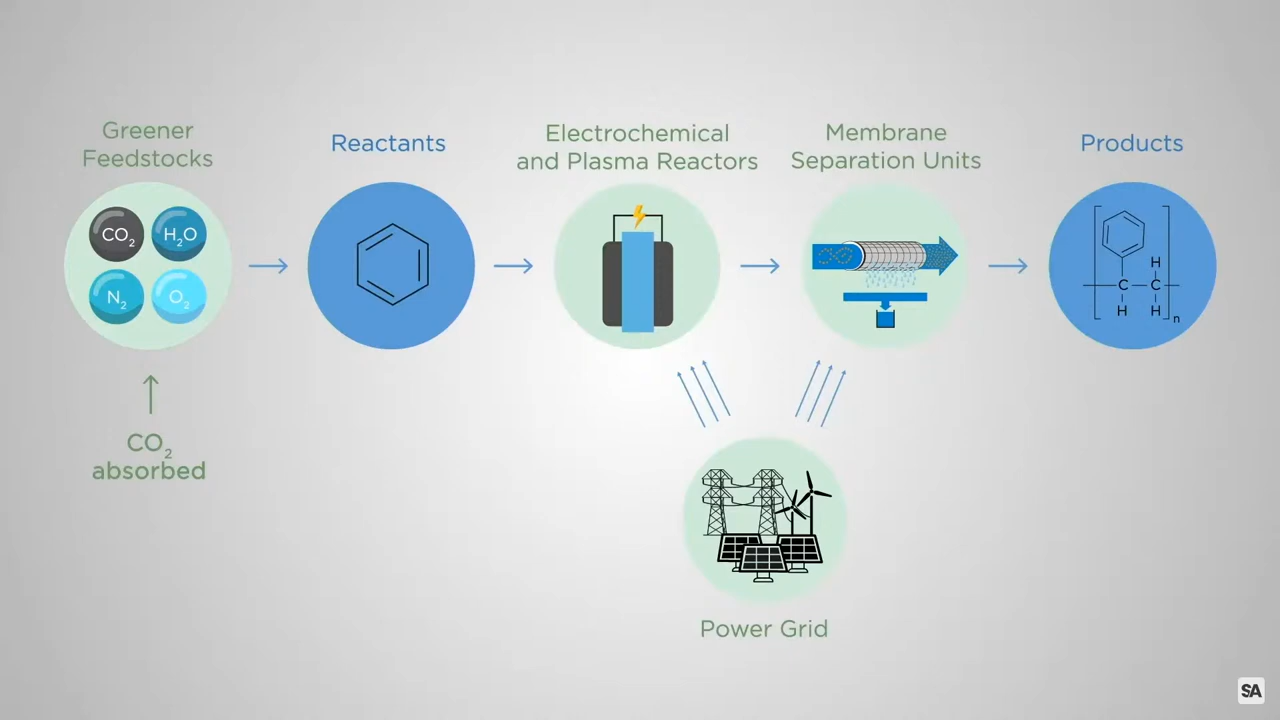 Greener
Feedstocks
Reactants
Electrochemical
and Plasma Reactors
Membrane
Separation Units
Products
CO₂
H₂O
N₂
O₂
H
C
C
H
H
n
CO₂
absorbed
Power Grid
SA